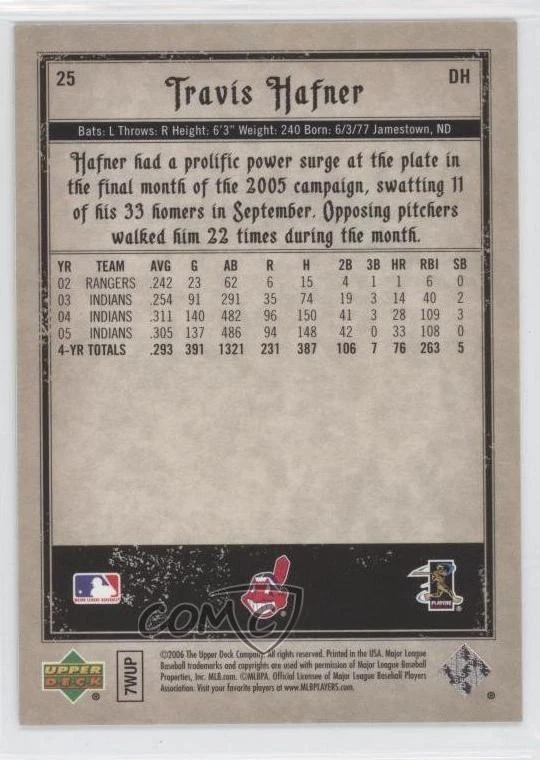 25 Travis Hafner DH
Bats: L Throws: R Height: 6'3" Weight: 240 Born: 6/3/77 Jamestown, ND
Hafner had a prolific power surge at the plate in
the final month of the 2005 campaign, swatting 11
of his 33 homers in September. Opposing pitchers
walked him 22 times during the month.
YR TEAM AVG G AB R H 2B 3B HR RBI SB
02 RANGERS .242 23 62 6 15 4 1 1 6 0
03 INDIANS .254 91 291 35 74 19 3 14 40 2
04 INDIANS .311 140 482 96 150 41 3 28 109 3
05 INDIANS .305 137 486 94 148 42 0 33 108 0
4-YR TOTALS .293 391 1321 231 387 106 7 76 263 5
MAJOR LEAGUE BASEBALL
PLAYERS
COMC
UPPER
DECK
7WUP
©2006 The Upper Deck Company. All rights reserved. Printed in the USA. Major League
Baseball trademarks and copyrights are used with permission of Major League Baseball
Properties, Inc. MLB.com. ©MLBPA. Official Licensee of Major League Baseball Players
Association. Visit your favorite players at www.MLBPLAYERS.com.